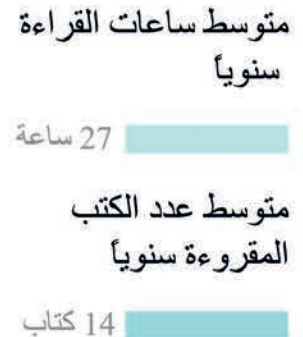 متوسط ساعات القراءة
سنوياً
27 ساعة
متوسط عدد الكتب
المقروءة سنوياً
14 كتاب